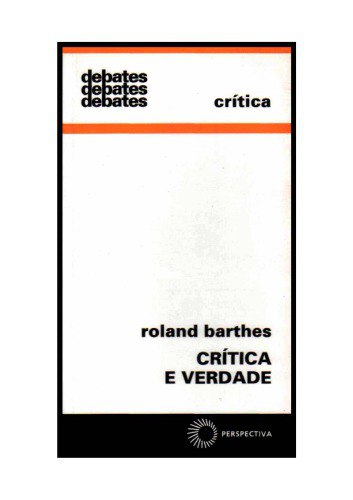 debates
debates
debates
crítica
roland barthes
CRÍTICA
E VERDADE
PERSPECTIVA